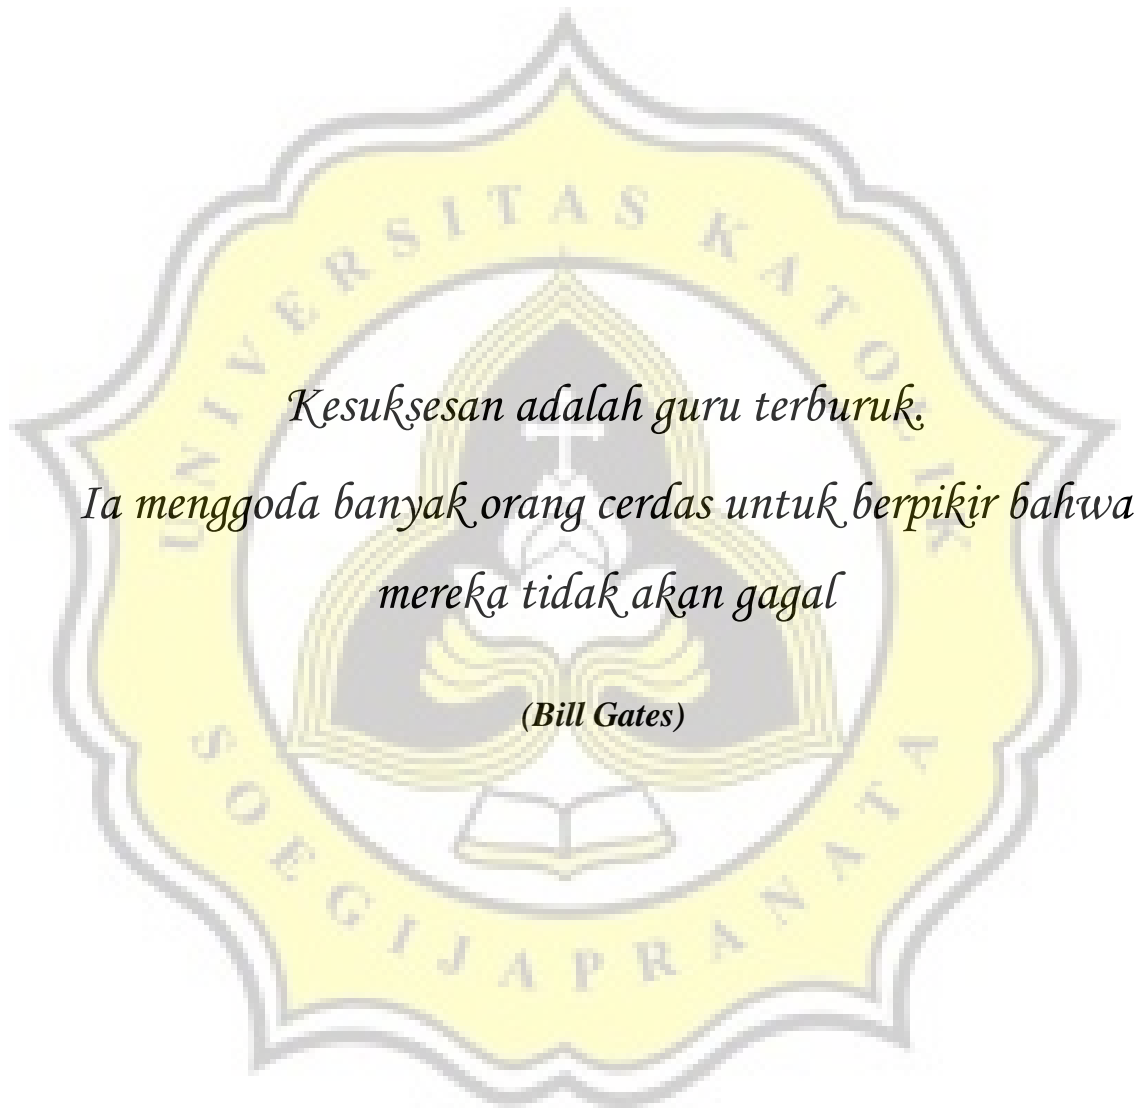 UNIVERSITAS KATOLIK
Kesuksesan adalah guru terburuk.
Ia menggoda banyak orang cerdas untuk berpikir bahwa
mereka tidak akan gagal
(Bill Gates)
SOEGIJAPRANATA